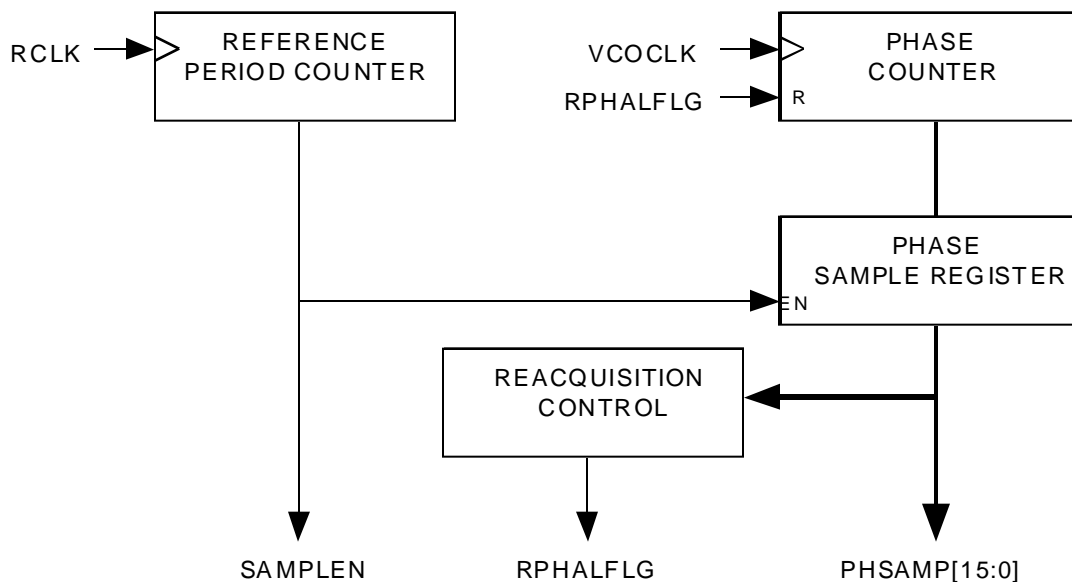 RCLK
REFERENCE
PERIOD COUNTER
VCOCLK
RPHALFLG
R
PHASE
COUNTER
PHASE
SAMPLE REGISTER
EN
REACQUISITION
CONTROL
SAMPLEN
RPHALFLG
PHSAMP[15:0]